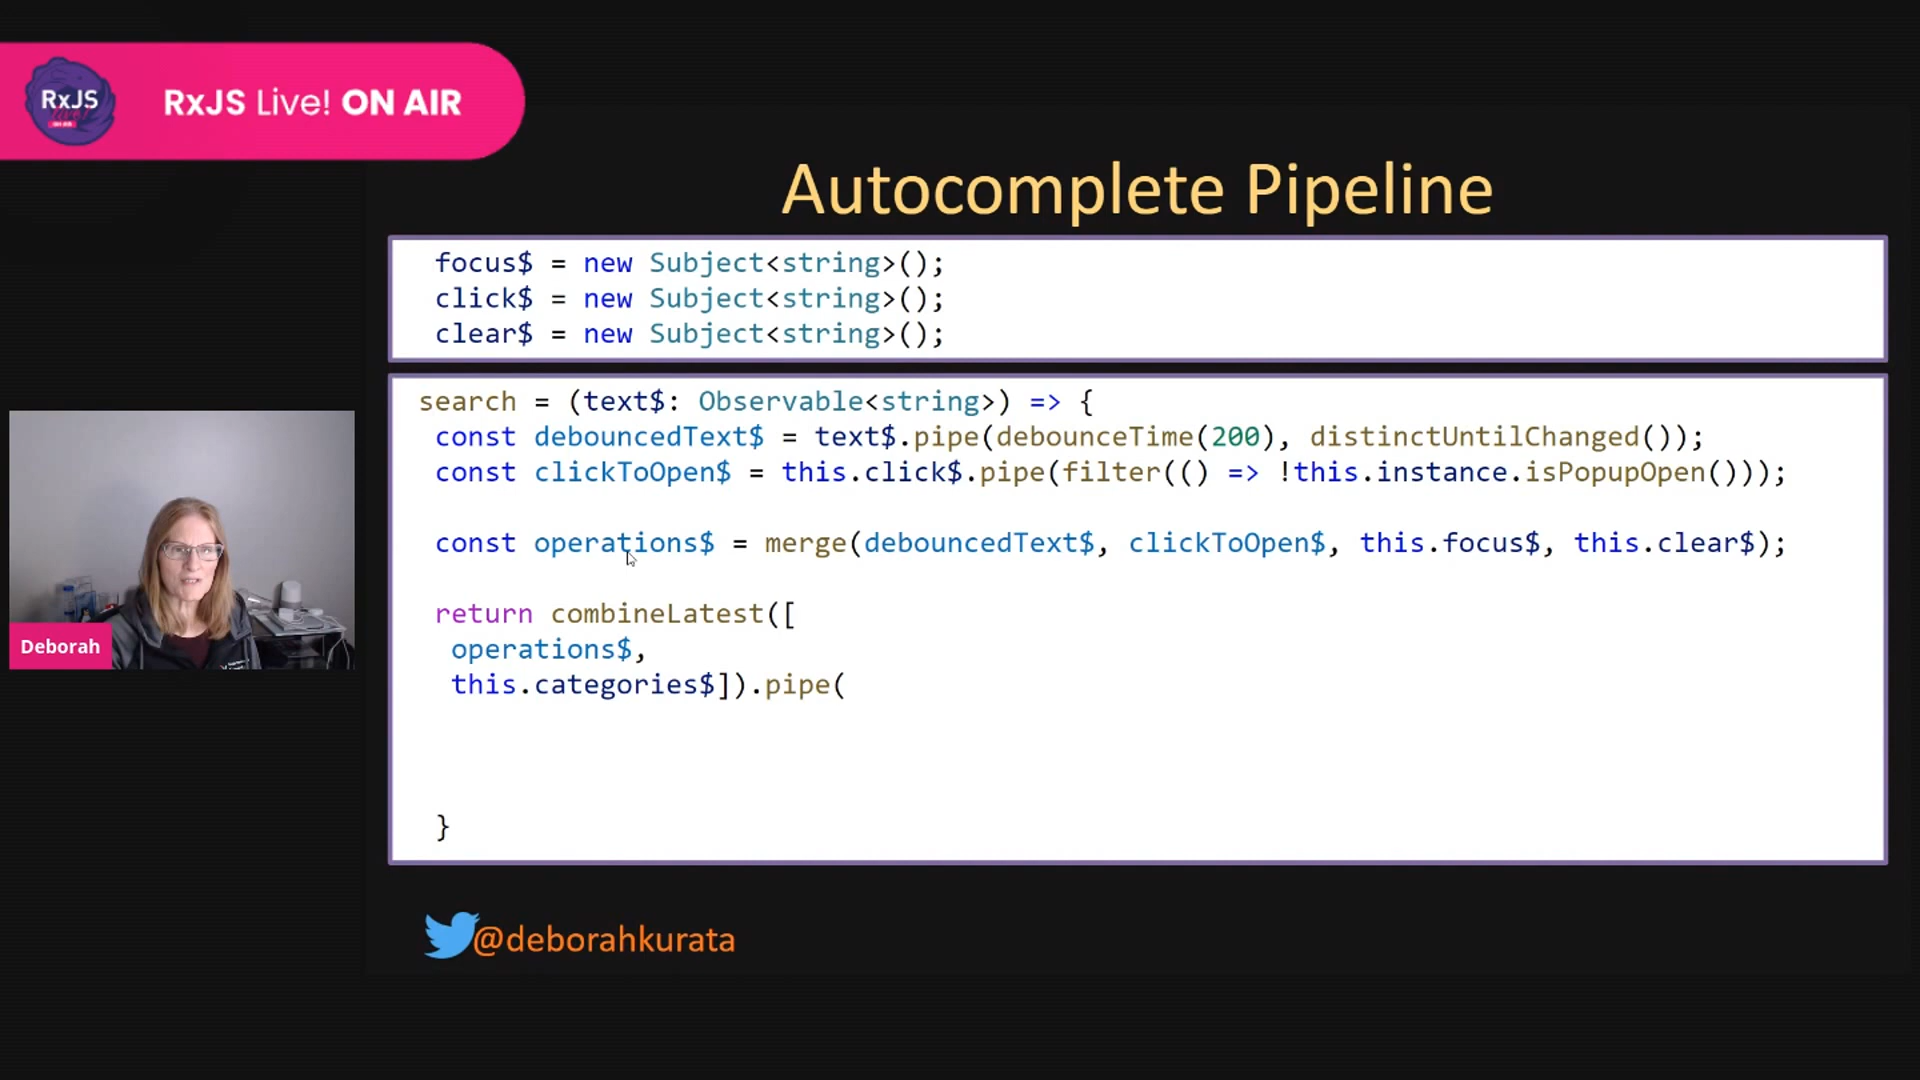 RxJS
RxJS Live! ON AIR
Autocomplete Pipeline
focus$ = new Subject<string>();
click$ = new Subject<string>();
clear$ = new Subject<string>();
search = (text$: Observable<string>) => {
const debouncedText$ = text$.pipe(debounceTime(200), distinctUntilChanged());
const clickToOpen$ = this.click$.pipe(filter(() => !this.instance.isPopupOpen()));
const operations$ = merge(debouncedText$, clickToOpen$, this.focus$, this.clear$);
return combineLatest([
operations$,
this.categories$]).pipe(
}
Deborah
@deborahkurata